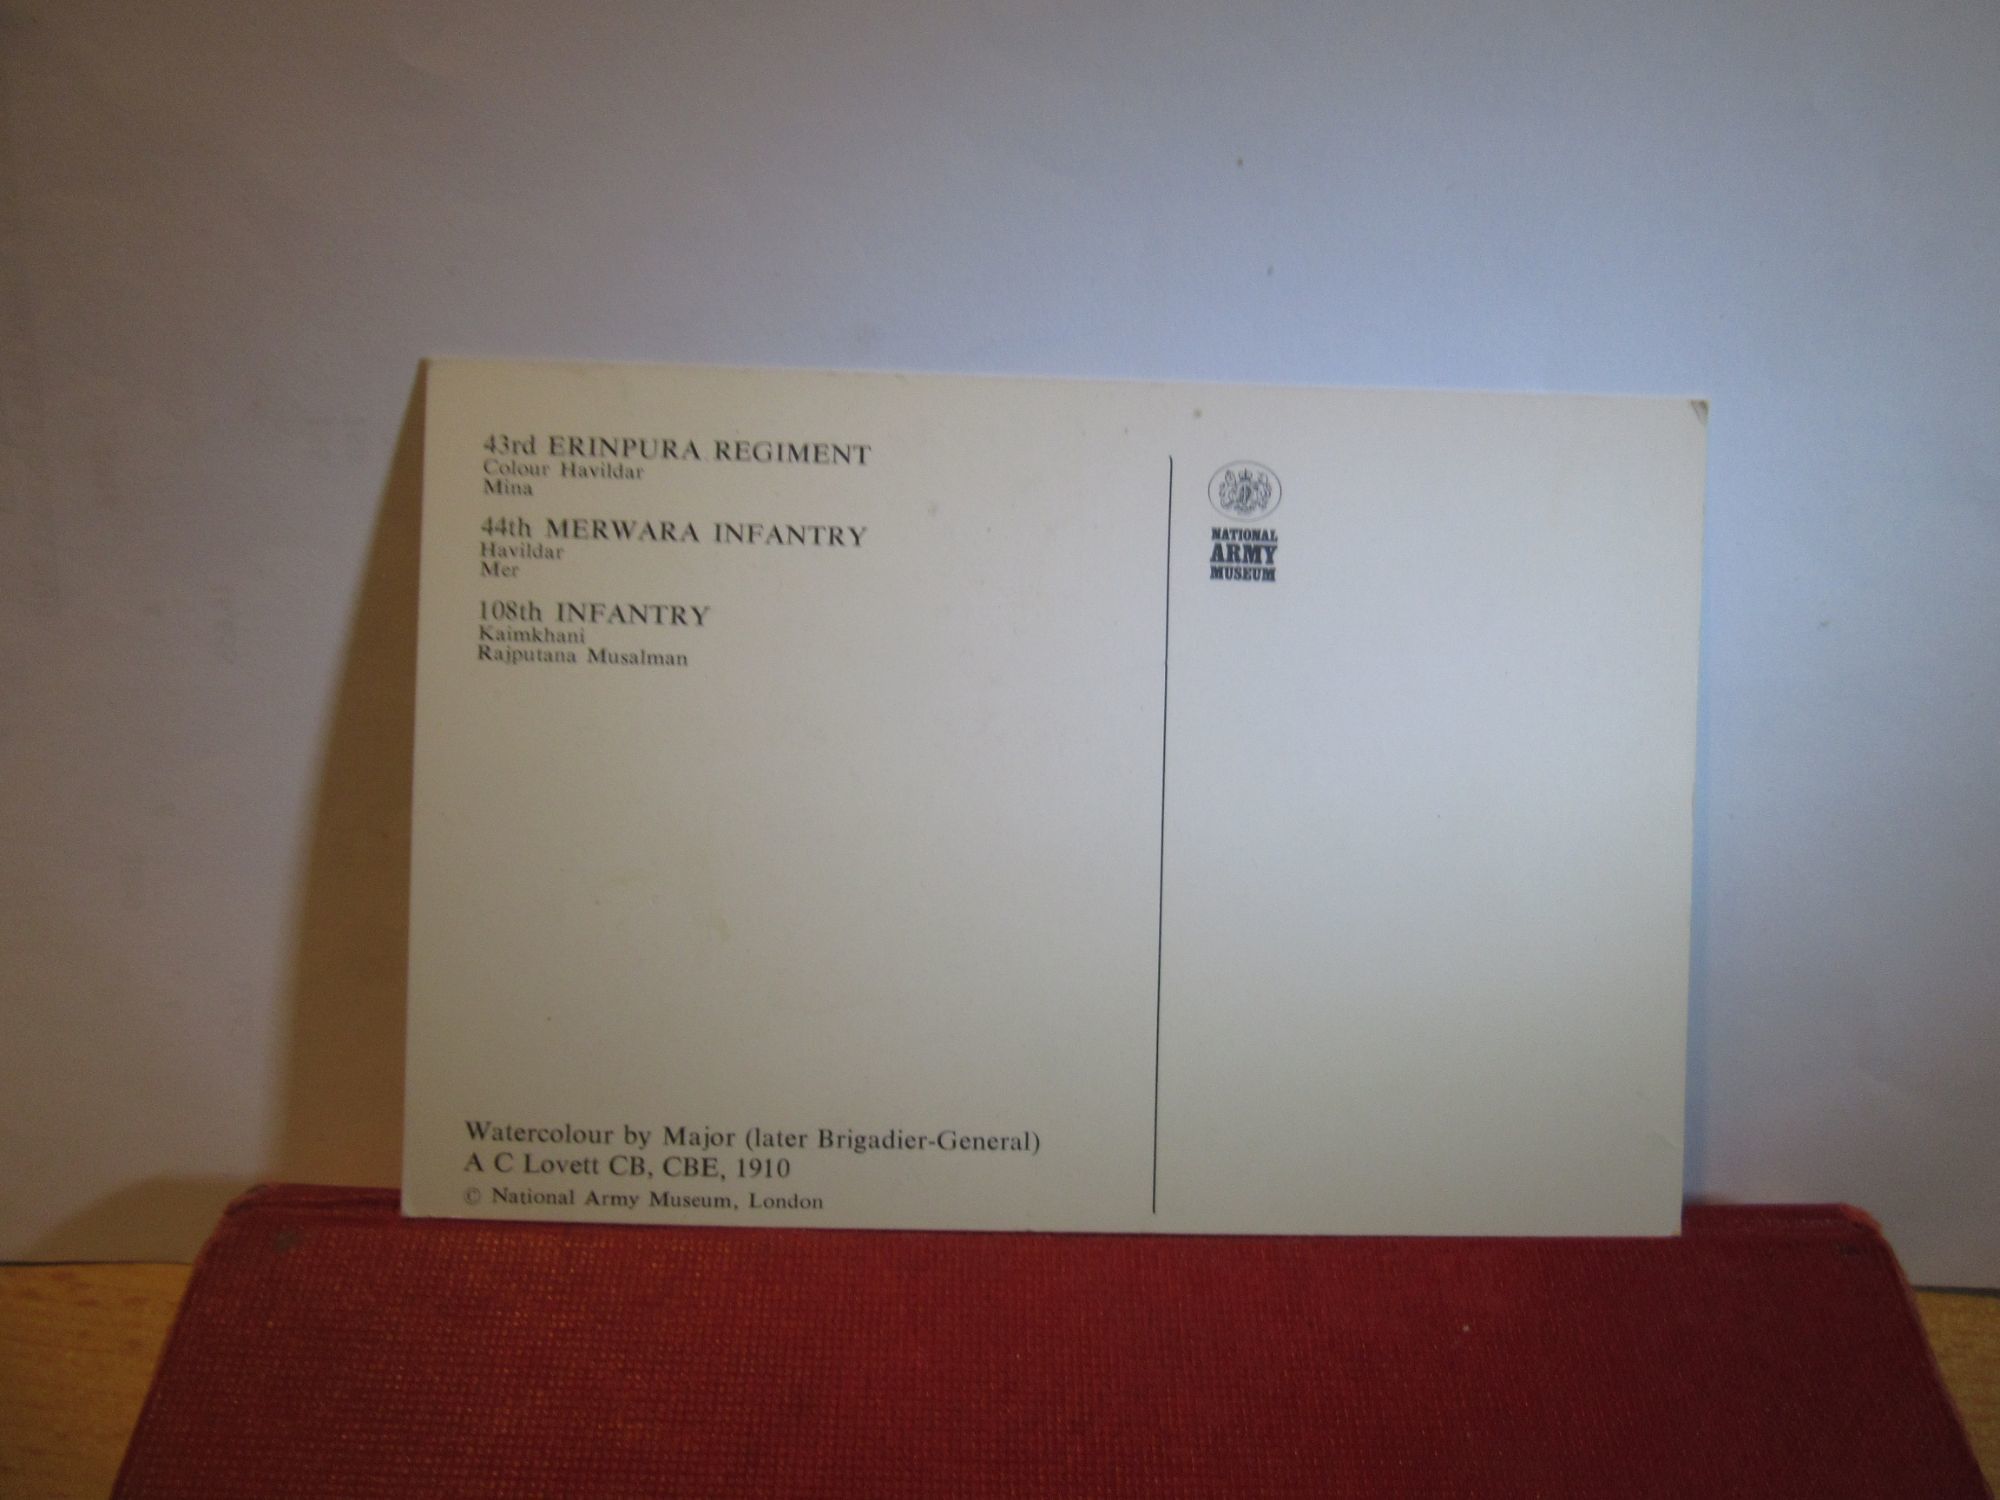 43rd ERINPURA REGIMENT
Colour Havildar
Mina
44th MERWARA INFANTRY
Havildar
Mer
108th INFANTRY
Kaimkhani
Rajputana Musalman
Watercolour by Major (later Brigadier-General)
A C Lovett CB, CBE, 1910
© National Army Museum, London
NATIONAL
ARMY
MUSEUM